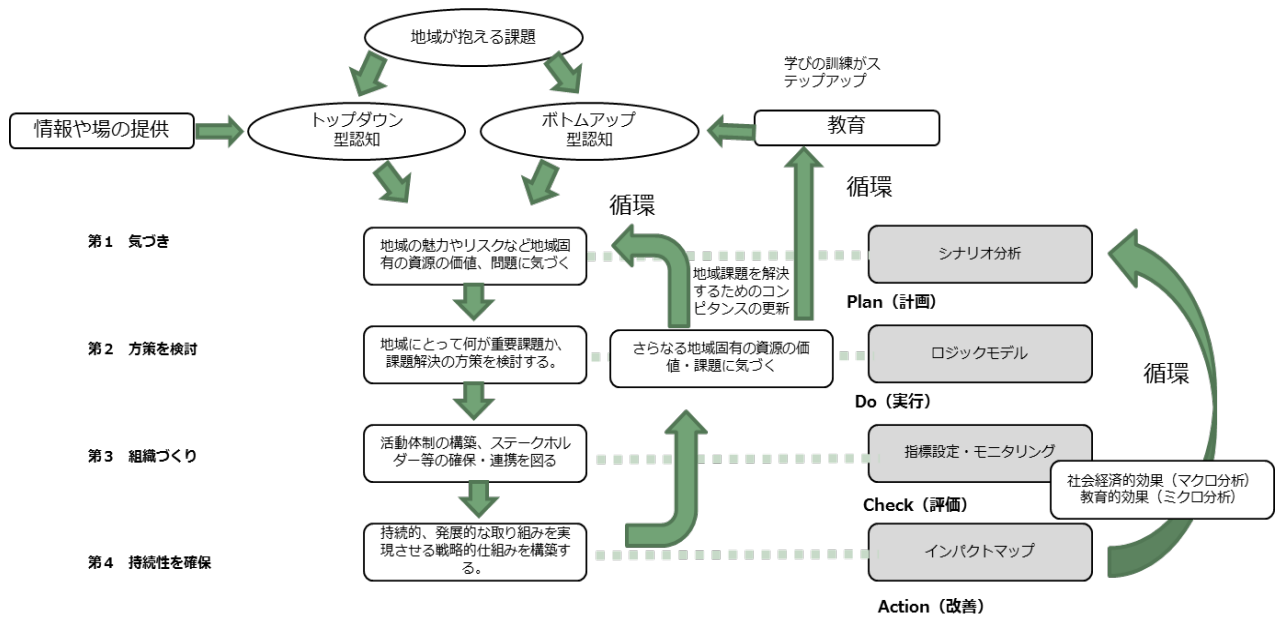 地域が抱える課題
学びの訓練がス
テップアップ
情報や場の提供
トップダウン
型認知
ボトムアップ
型認知
教育
循環
循環
第１　気づき
地域の魅力やリスクなど地域固
有の資源の価値、問題に気づく
シナリオ分析
地域課題を解決
するためのコン
ピタンスの更新
Plan（計画）
第２　方策を検討
地域にとって何が重要課題か、
課題解決の方策を検討する。
さらなる地域固有の資源の価
値・課題に気づく
ロジックモデル
循環
Do（実行）
第３　組織づくり
活動体制の構築、ステークホル
ダー等の確保・連携を図る
指標設定・モニタリング
社会経済的効果（マクロ分析）
教育的効果（ミクロ分析）
Check（評価）
第４　持続性を確保
持続的、発展的な取り組みを実
現させる戦略的仕組みを構築す
る。
インパクトマップ
Action（改善）